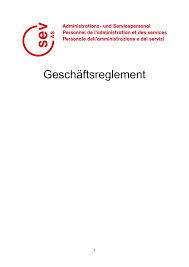 sev
AS
Administrations- und Servicepersonal
Personnel de l'administration et des services
Personale dell'amministrazione e dei servizi
Geschäftsreglement
1